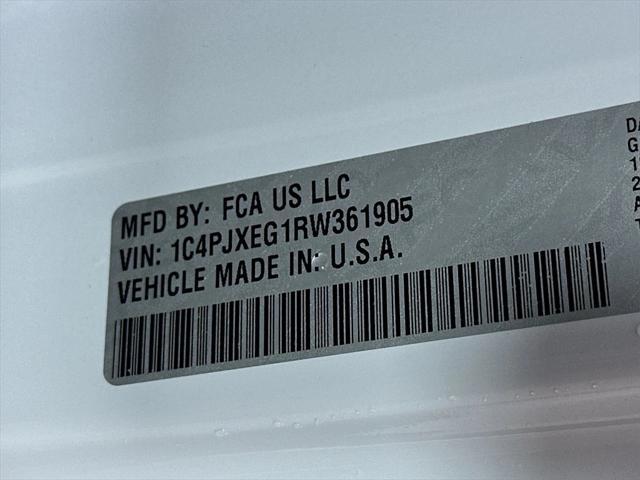 MFD BY: FCA US LLC
VIN: 1C4PJXEG1RW361905
VEHICLE MADE IN: U.S.A.